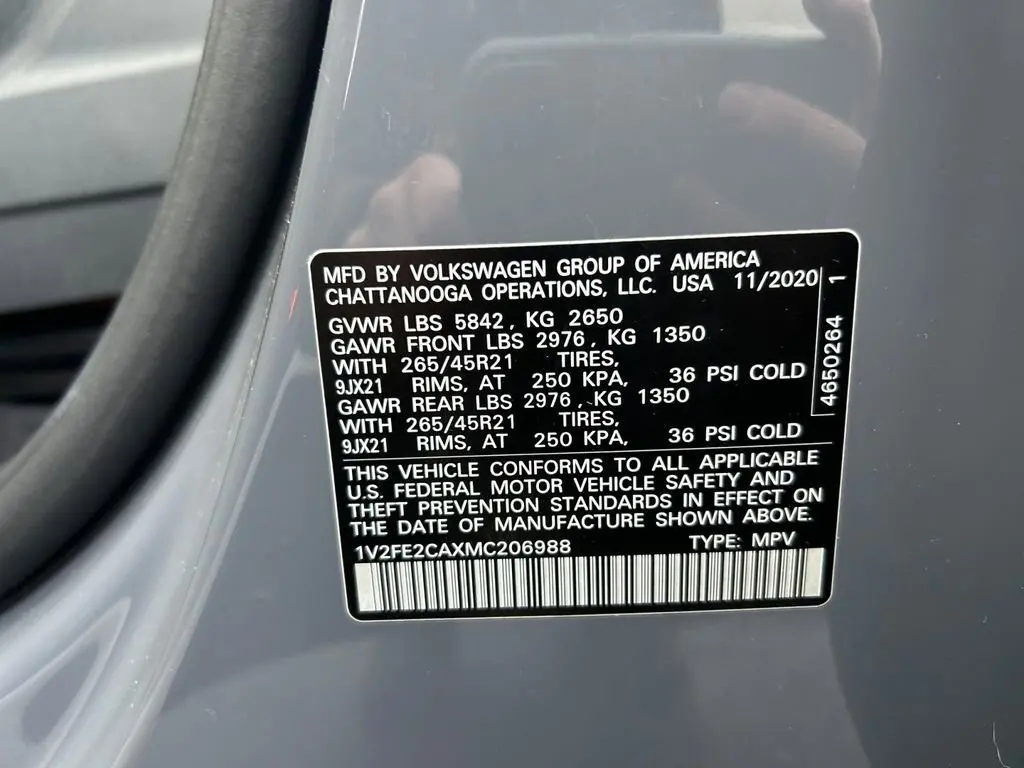 MFD BY VOLKSWAGEN GROUP OF AMERICA
CHATTANOOGA OPERATIONS, LLC. USA 11/2020
GVWR LBS 5842, KG 2650
GAWR FRONT LBS 2976, KG 1350
WITH 265/45R21 TIRES,
9JX21 RIMS, AT 250 KPA, 36 PSI COLD
GAWR REAR LBS 2976, KG 1350
WITH 265/45R21 TIRES,
9JX21 RIMS, AT 250 KPA, 36 PSI COLD
4650264 1
THIS VEHICLE CONFORMS TO ALL APPLICABLE
U.S. FEDERAL MOTOR VEHICLE SAFETY AND
THEFT PREVENTION STANDARDS IN EFFECT ON
THE DATE OF MANUFACTURE SHOWN ABOVE.
1V2FE2CAXMC206988 TYPE: MPV